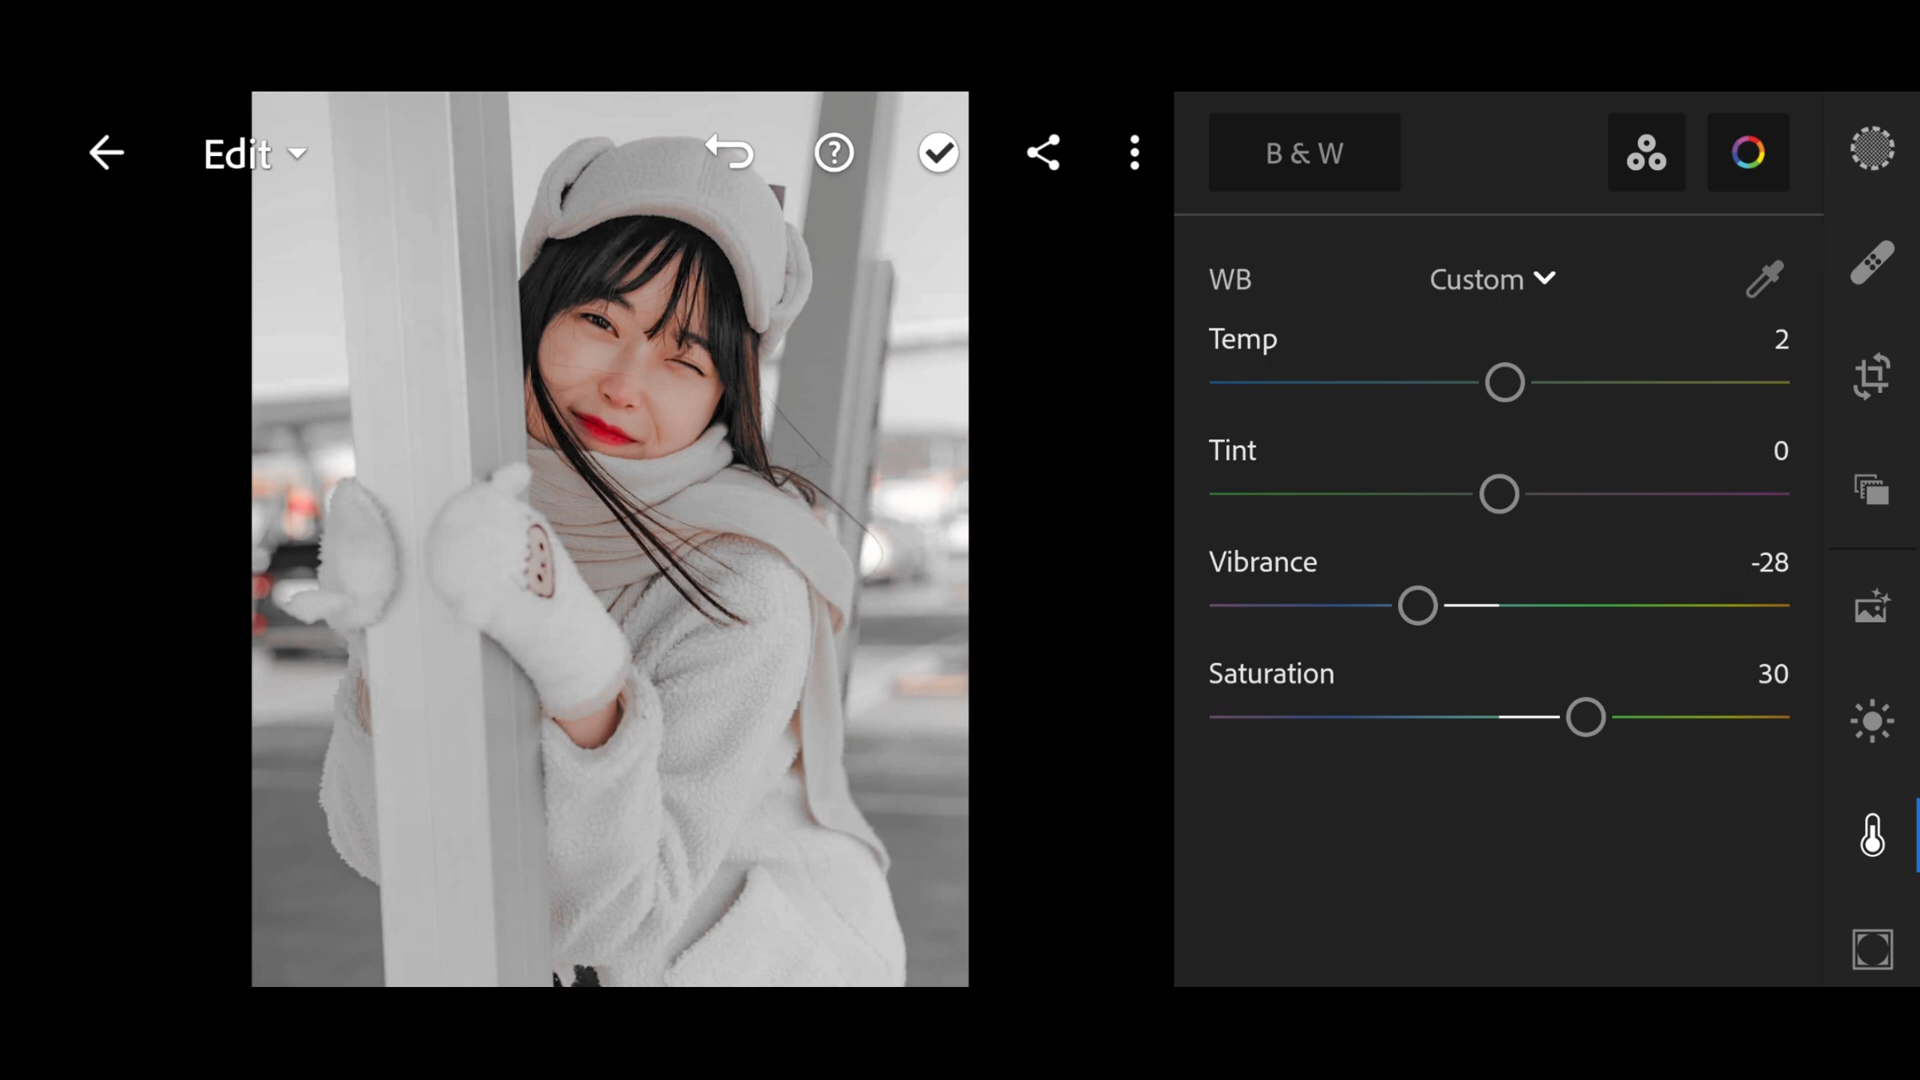 Edit
B & W
WB Custom
Temp 2
Tint 0
Vibrance -28
Saturation 30